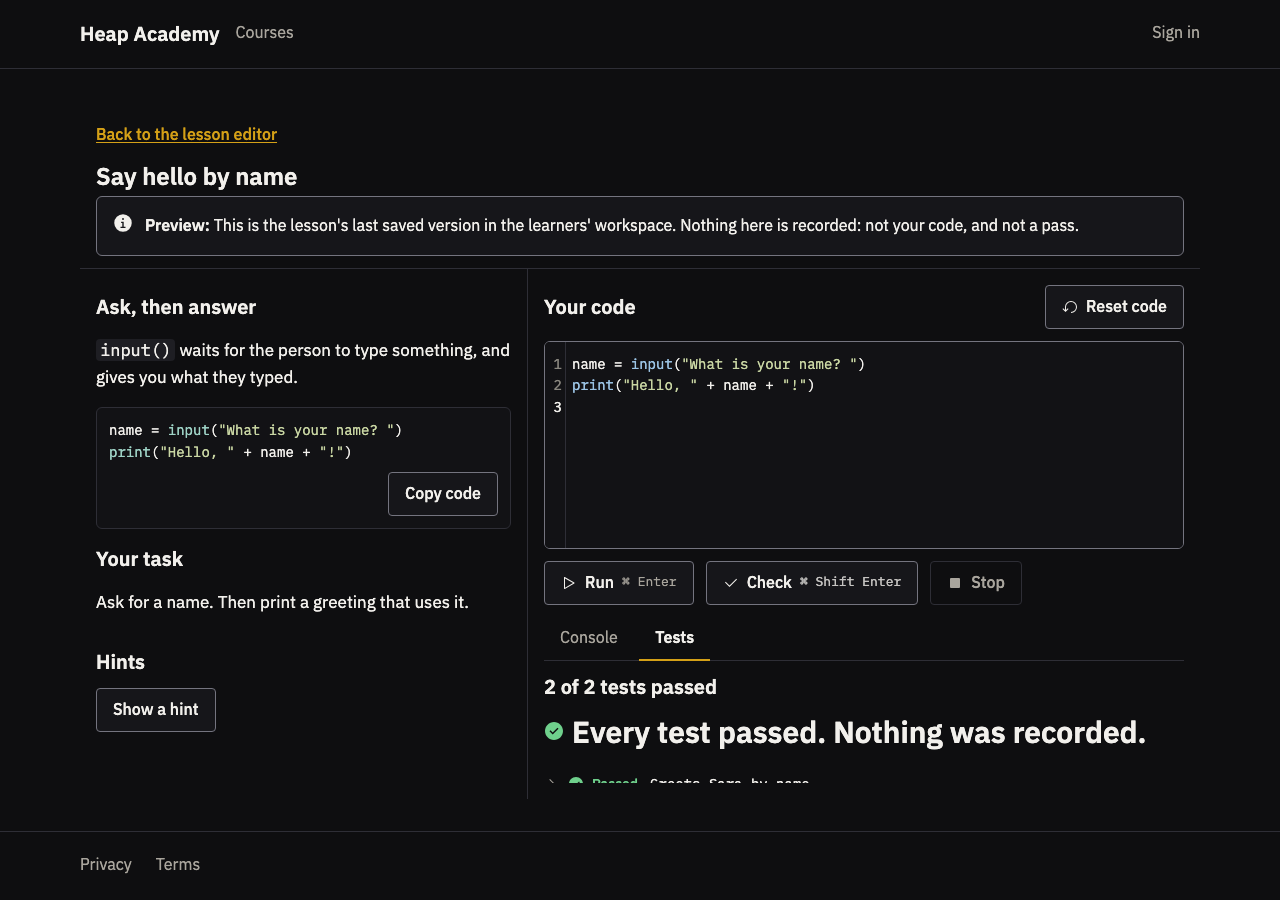 Heap Academy Courses Sign in
Back to the lesson editor
Say hello by name
Preview: This is the lesson's last saved version in the learners' workspace. Nothing here is recorded: not your code, and not a pass.
Ask, then answer
input() waits for the person to type something, and
gives you what they typed.
name = input("What is your name? ")
print("Hello, " + name + "!")
Copy code
Your task
Ask for a name. Then print a greeting that uses it.
Hints
Show a hint
Your code
Reset code
1 name = input("What is your name? ")
2 print("Hello, " + name + "!")
3
Run ⌘ Enter Check ⌘ Shift Enter Stop
Console Tests
2 of 2 tests passed
Every test passed. Nothing was recorded.
Passed Greets Sara by name
Privacy Terms